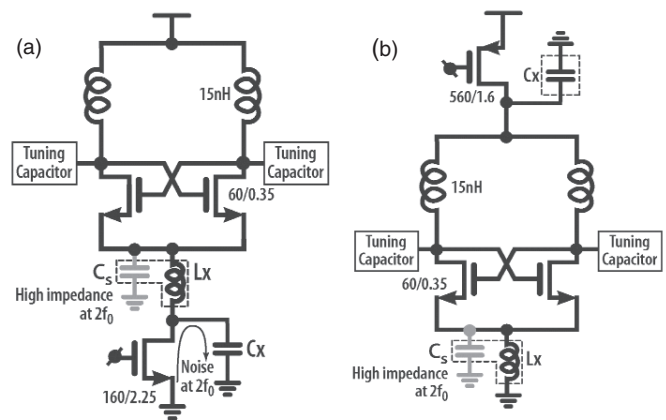 (a)
15nH
Tuning
Capacitor
Tuning
Capacitor
60/0.35
Cs
Lx
High impedance
at 2f0
Cx
Noise
at 2f0
160/2.25
(b)
Cx
560/1.6
15nH
Tuning
Capacitor
Tuning
Capacitor
60/0.35
Cs
Lx
High impedance
at 2f0